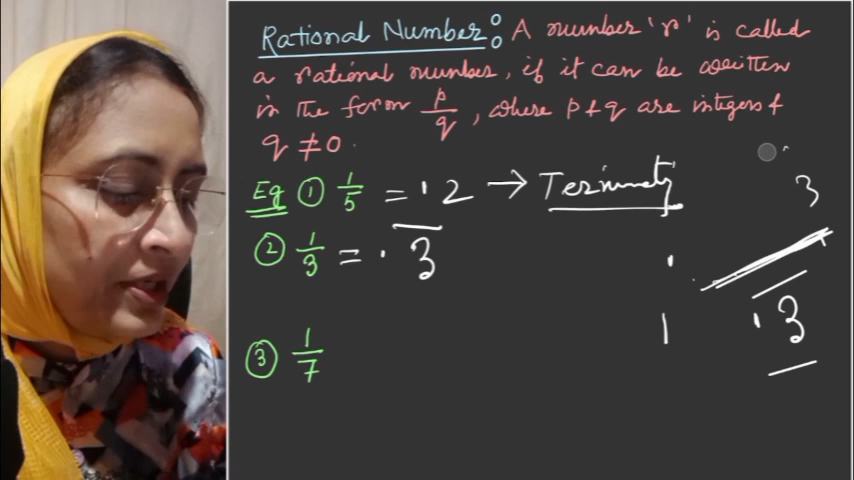 Rational Number: A number 'r' is called
a rational number, if it can be written
in the form p/q, where p & q are integers &
q ≠ 0.
Eg ① 1/5 = .2 → Terminaty
② 1/3 = .3
③ 1/7
3
.3
1